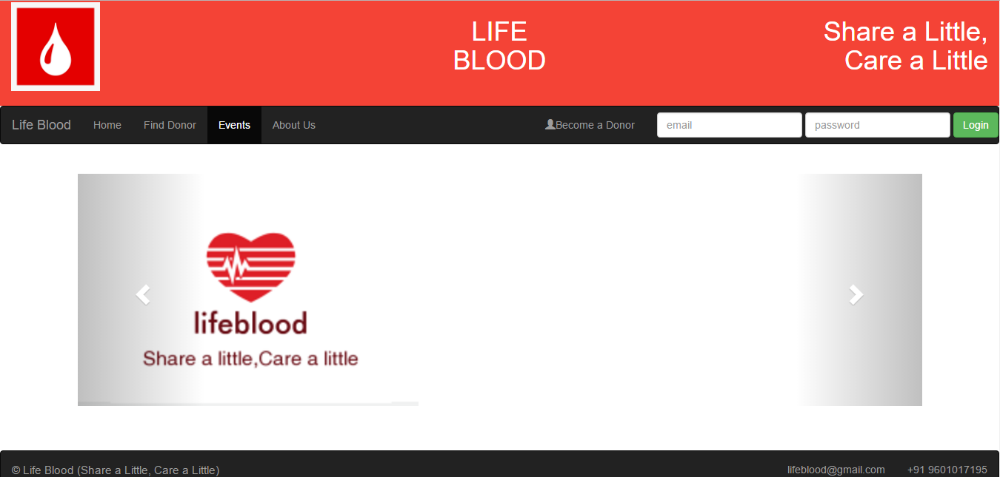 LIFE
BLOOD
Share a Little,
Care a Little
Life Blood Home Find Donor Events About Us Become a Donor email password Login
lifeblood
Share a little,Care a little
© Life Blood (Share a Little, Care a Little) lifeblood@gmail.com +91 9601017195